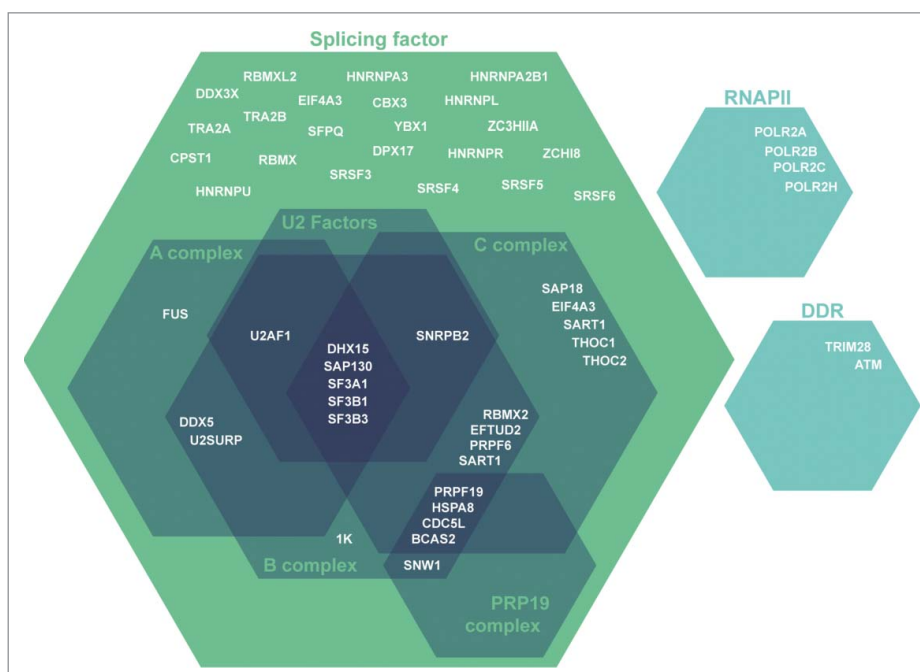 Splicing factor
RBMXL2
HNRNPA3
HNRNPA2B1
DDX3X
EIF4A3
CBX3
HNRNPL
TRA2A
TRA2B
SFPQ
YBX1
ZC3HIIA
CPST1
RBMX
DPX17
HNRNPR
ZCHI8
HNRNPU
SRSF3
SRSF4
SRSF5
SRSF6
RNAPII
POLR2A
POLR2B
POLR2C
POLR2H
U2 Factors
A complex
C complex
FUS
U2AF1
SNRPB2
DHX15
SAP130
SF3A1
SF3B1
SF3B3
SAP18
EIF4A3
SART1
THOC1
THOC2
DDR
TRIM28
ATM
DDX5
U2SURP
RBMX2
EFTUD2
PRPF6
SART1
PRPF19
HSPA8
CDC5L
BCAS2
1K
B complex
SNW1
PRP19
complex